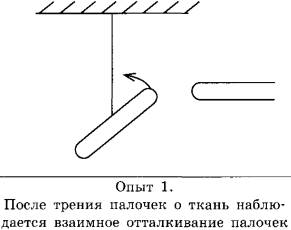 Опыт 1.
После трения палочек о ткань наблю-
дается взаимное отталкивание палочек